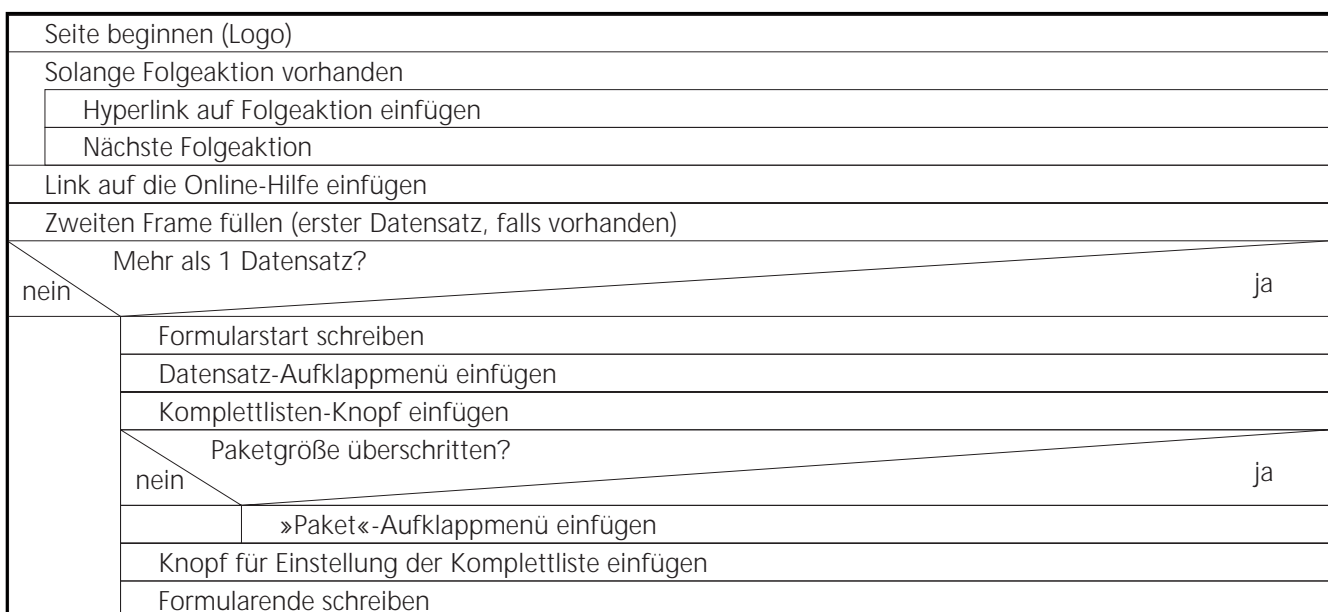 Seite beginnen (Logo)
Solange Folgeaktion vorhanden
Hyperlink auf Folgeaktion einfügen
Nächste Folgeaktion
Link auf die Online-Hilfe einfügen
Zweiten Frame füllen (erster Datensatz, falls vorhanden)
Mehr als 1 Datensatz?
nein
ja
Formularstart schreiben
Datensatz-Aufklappmenü einfügen
Komplettlisten-Knopf einfügen
Paketgröße überschritten?
nein
ja
»Paket«-Aufklappmenü einfügen
Knopf für Einstellung der Komplettliste einfügen
Formularende schreiben